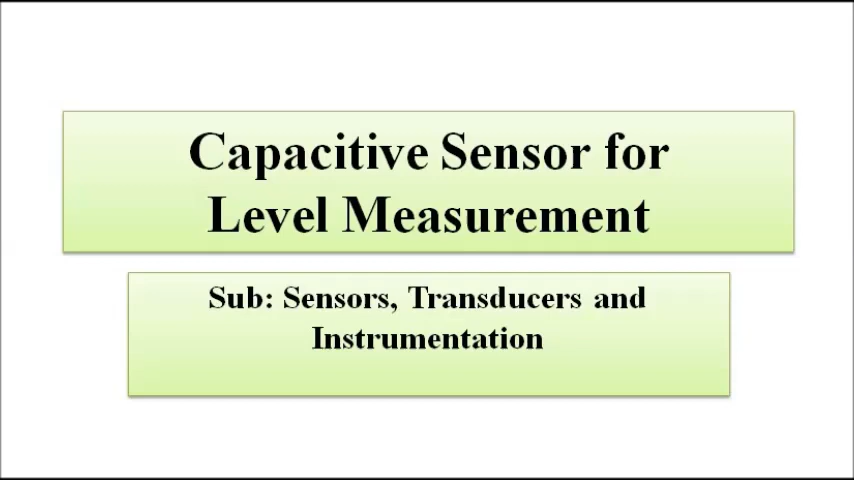 Capacitive Sensor for
Level Measurement
Sub: Sensors, Transducers and
Instrumentation